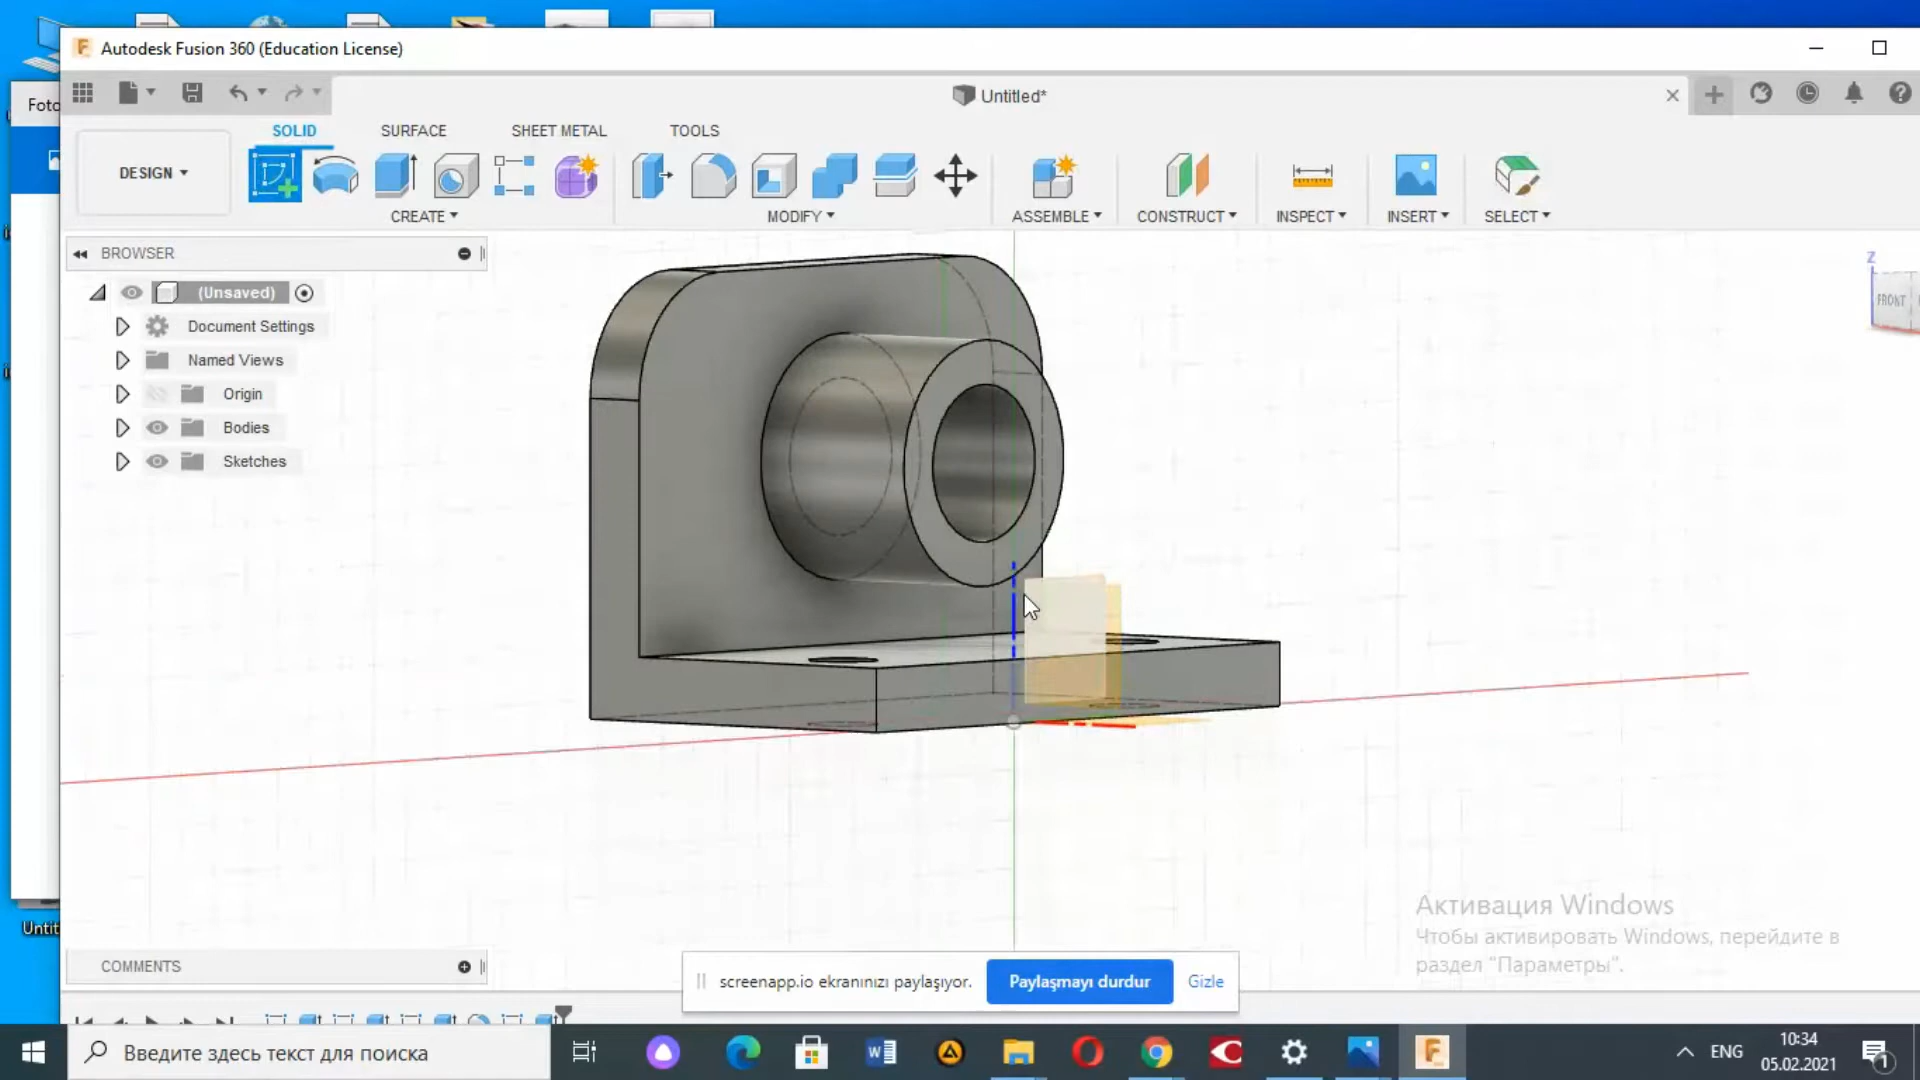 Autodesk Fusion 360 (Education License)
Foto
Untitled*
SOLID
SURFACE
SHEET METAL
TOOLS
DESIGN
CREATE
MODIFY
ASSEMBLE
CONSTRUCT
INSPECT
INSERT
SELECT
BROWSER
(Unsaved)
Document Settings
Named Views
Origin
Bodies
Sketches
Z
FRONT
Untit
Активация Windows
Чтобы активировать Windows, перейдите в
раздел "Параметры".
COMMENTS
screenapp.io ekranınızı paylaşıyor.
Paylaşmayı durdur
Gizle
Введите здесь текст для поиска
ENG
10:34
05.02.2021
1